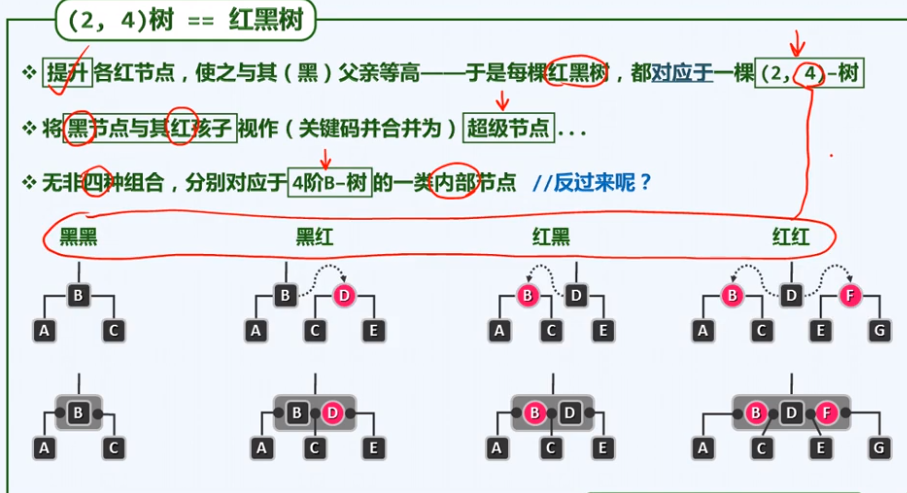 (2, 4)树 == 红黑树
❖ 提升各红节点，使之与其（黑）父亲等高——于是每棵红黑树，都对应于一棵(2, 4)-树
❖ 将黑节点与其红孩子视作（关键码并合并为）超级节点...
❖ 无非四种组合，分别对应于4阶B-树的一类内部节点 //反过来呢？
黑黑 黑红 红黑 红红
B B D B D B D F
A C A C E A C E A C E G
B B D B D B D F
A C A C E A C E A C E G